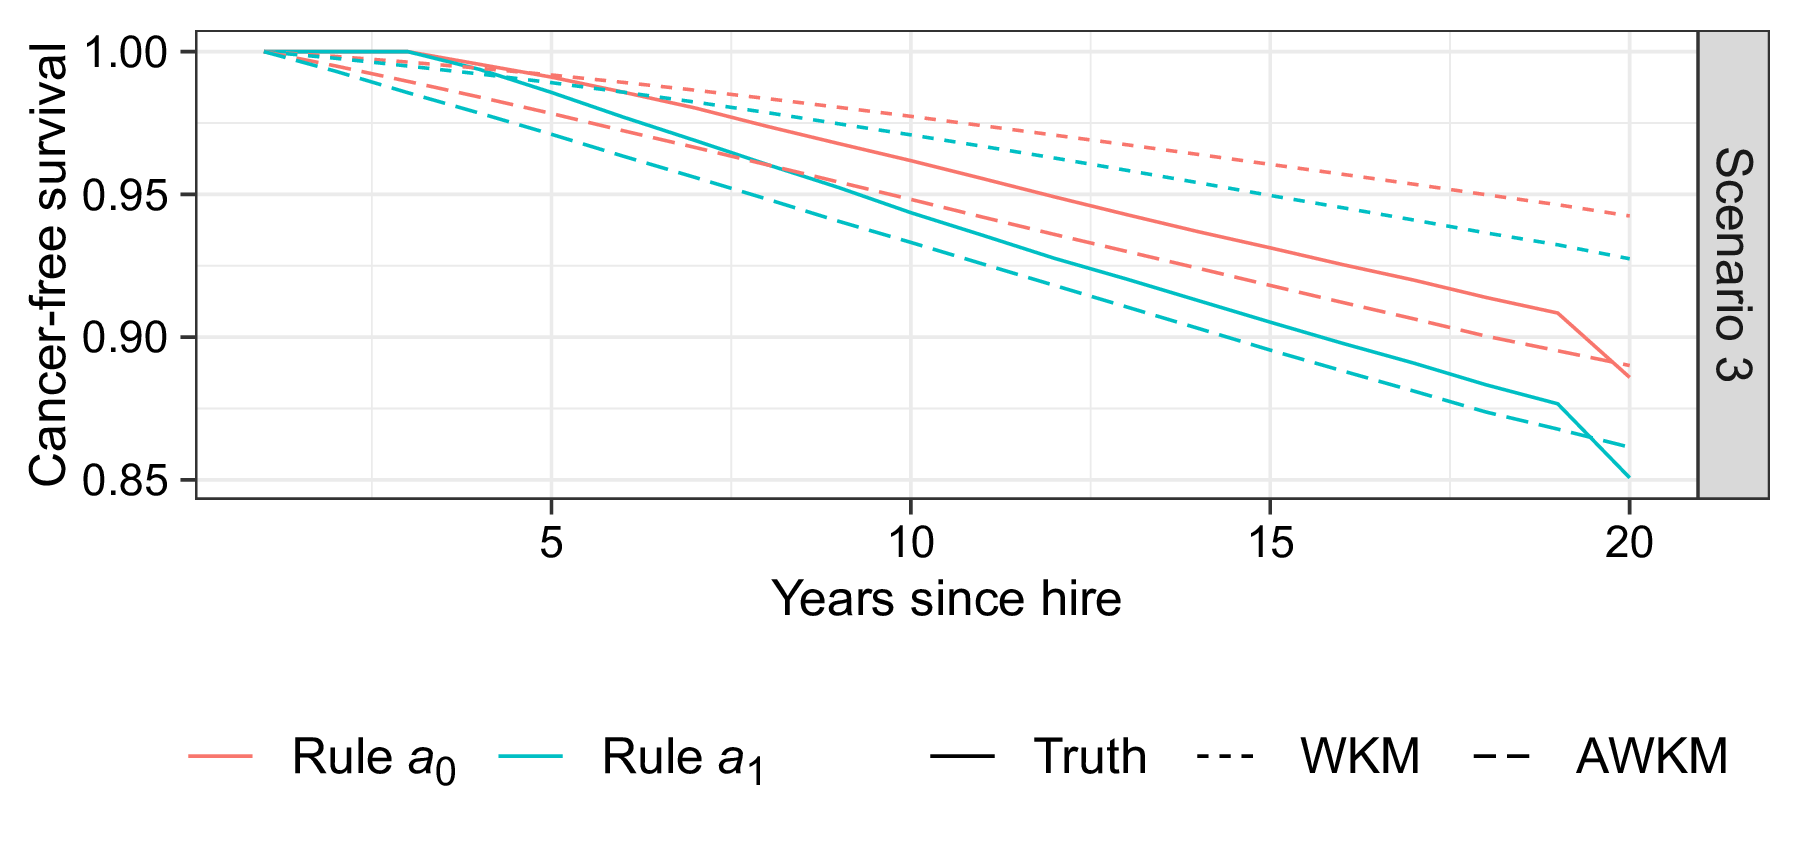 Cancer-free survival
1.00
0.95
0.90
0.85
5 10 15 20
Years since hire
Scenario 3
Rule a0 Rule a1 Truth WKM AWKM